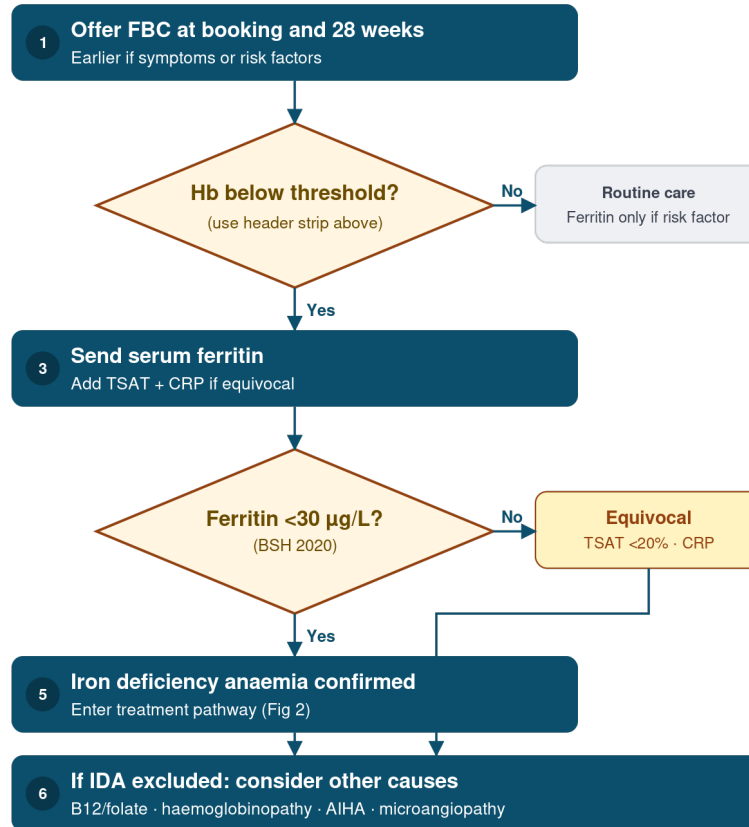 1
Offer FBC at booking and 28 weeks
Earlier if symptoms or risk factors
Hb below threshold?
(use header strip above)
No
Routine care
Ferritin only if risk factor
Yes
3
Send serum ferritin
Add TSAT + CRP if equivocal
Ferritin <30 µg/L?
(BSH 2020)
No
Equivocal
TSAT <20% · CRP
Yes
5
Iron deficiency anaemia confirmed
Enter treatment pathway (Fig 2)
6
If IDA excluded: consider other causes
B12/folate · haemoglobinopathy · AIHA · microangiopathy